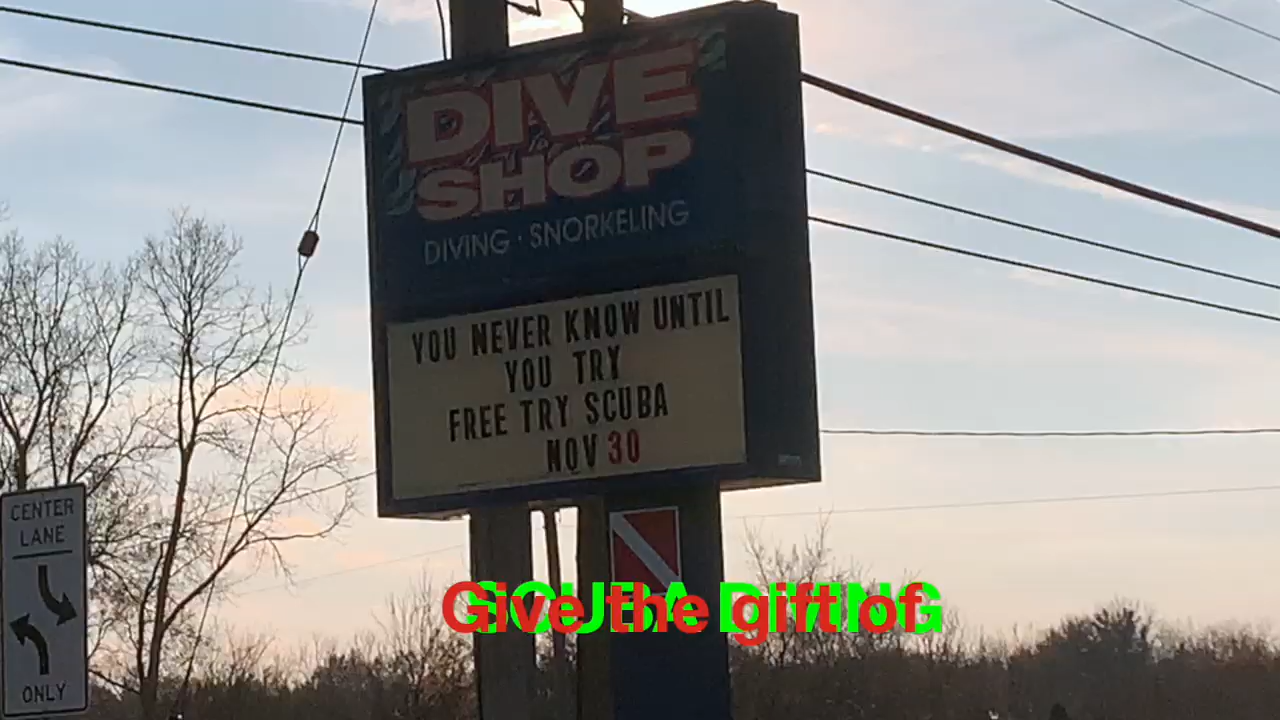 DIVE
SHOP
DIVING · SNORKELING
YOU NEVER KNOW UNTIL
YOU TRY
FREE TRY SCUBA
NOV 30
CENTER
LANE
ONLY
Give the gift of
SCUBA DIVING